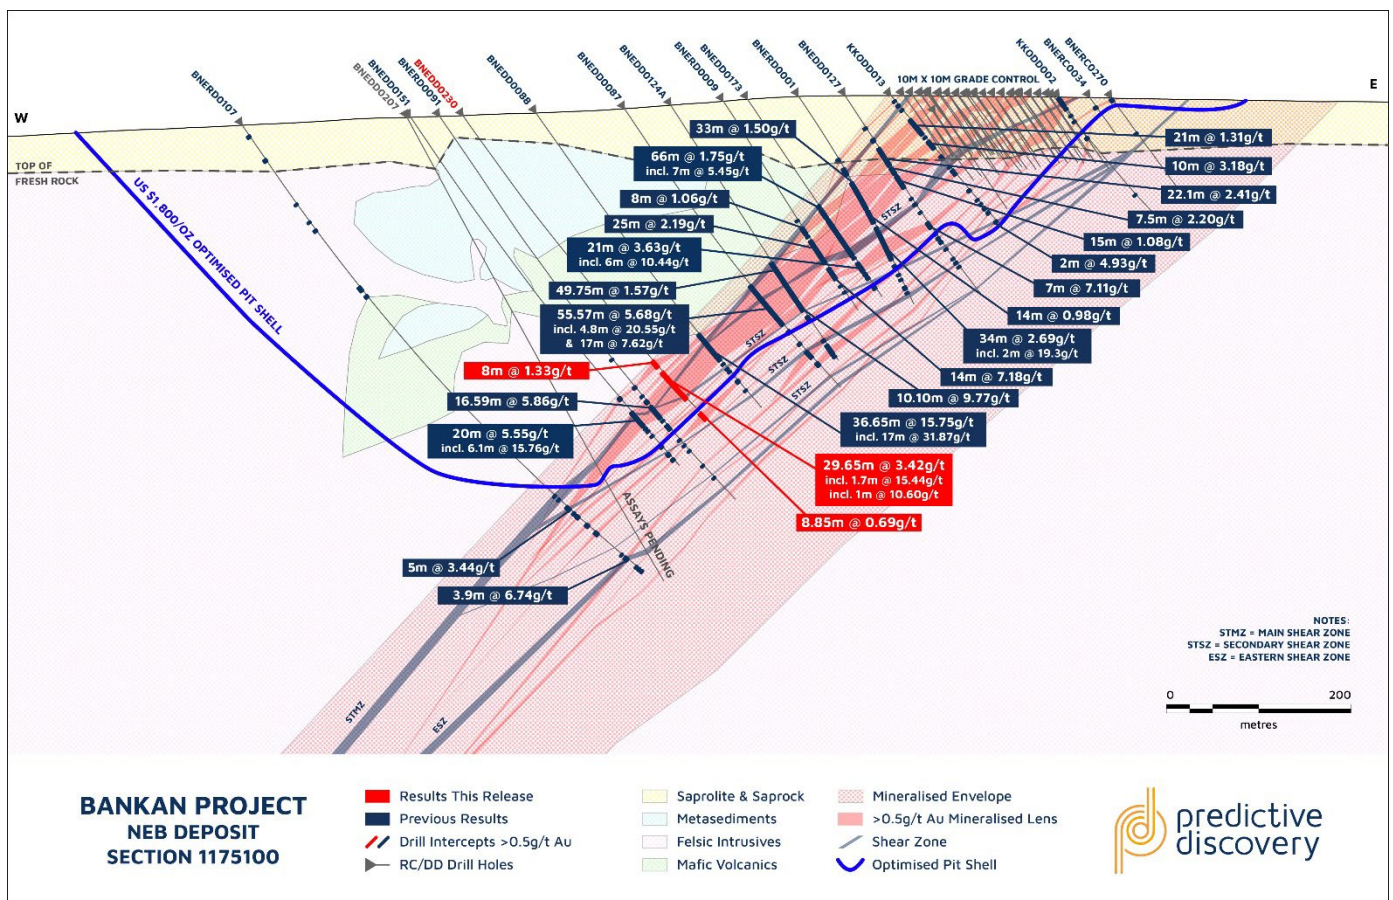 BNERD0107
BNEDD0207
BNEDD0151
BNERD0091
BNEDD0230
BNEDD0088
BNEDD0087
BNEDD0124A
BNERD0009
BNEDD0173
BNERD0001
BNEDD0127
KKODD013
10M X 10M GRADE CONTROL
KKODD002
BNERC0034
BNERC0270
W
E
TOP OF
FRESH ROCK
US $1,800/OZ OPTIMISED PIT SHELL
33m @ 1.50g/t
66m @ 1.75g/t
incl. 7m @ 5.45g/t
8m @ 1.06g/t
25m @ 2.19g/t
21m @ 3.63g/t
incl. 6m @ 10.44g/t
49.75m @ 1.57g/t
55.57m @ 5.68g/t
incl. 4.8m @ 20.55g/t
& 17m @ 7.62g/t
8m @ 1.33g/t
16.59m @ 5.86g/t
20m @ 5.55g/t
incl. 6.1m @ 15.76g/t
5m @ 3.44g/t
3.9m @ 6.74g/t
21m @ 1.31g/t
10m @ 3.18g/t
22.1m @ 2.41g/t
7.5m @ 2.20g/t
15m @ 1.08g/t
2m @ 4.93g/t
7m @ 7.11g/t
14m @ 0.98g/t
34m @ 2.69g/t
incl. 2m @ 19.3g/t
14m @ 7.18g/t
10.10m @ 9.77g/t
36.65m @ 15.75g/t
incl. 17m @ 31.87g/t
29.65m @ 3.42g/t
incl. 1.7m @ 15.44g/t
incl. 1m @ 10.60g/t
8.85m @ 0.69g/t
STSZ
STSZ
STSZ
STSZ
ASSAYS PENDING
STMZ
ESZ
NOTES:
STMZ = MAIN SHEAR ZONE
STSZ = SECONDARY SHEAR ZONE
ESZ = EASTERN SHEAR ZONE
0 200
metres
BANKAN PROJECT
NEB DEPOSIT
SECTION 1175100
Results This Release
Previous Results
Drill Intercepts >0.5g/t Au
RC/DD Drill Holes
Saprolite & Saprock
Metasediments
Felsic Intrusives
Mafic Volcanics
Mineralised Envelope
>0.5g/t Au Mineralised Lens
Shear Zone
Optimised Pit Shell
predictive
discovery